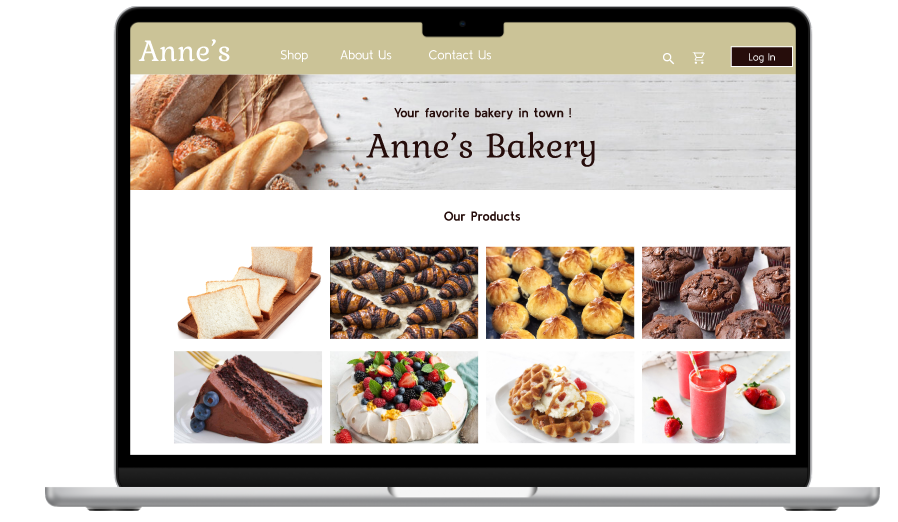 Anne's
Shop
About Us
Contact Us
Log In
Your favorite bakery in town !
Anne's Bakery
Our Products